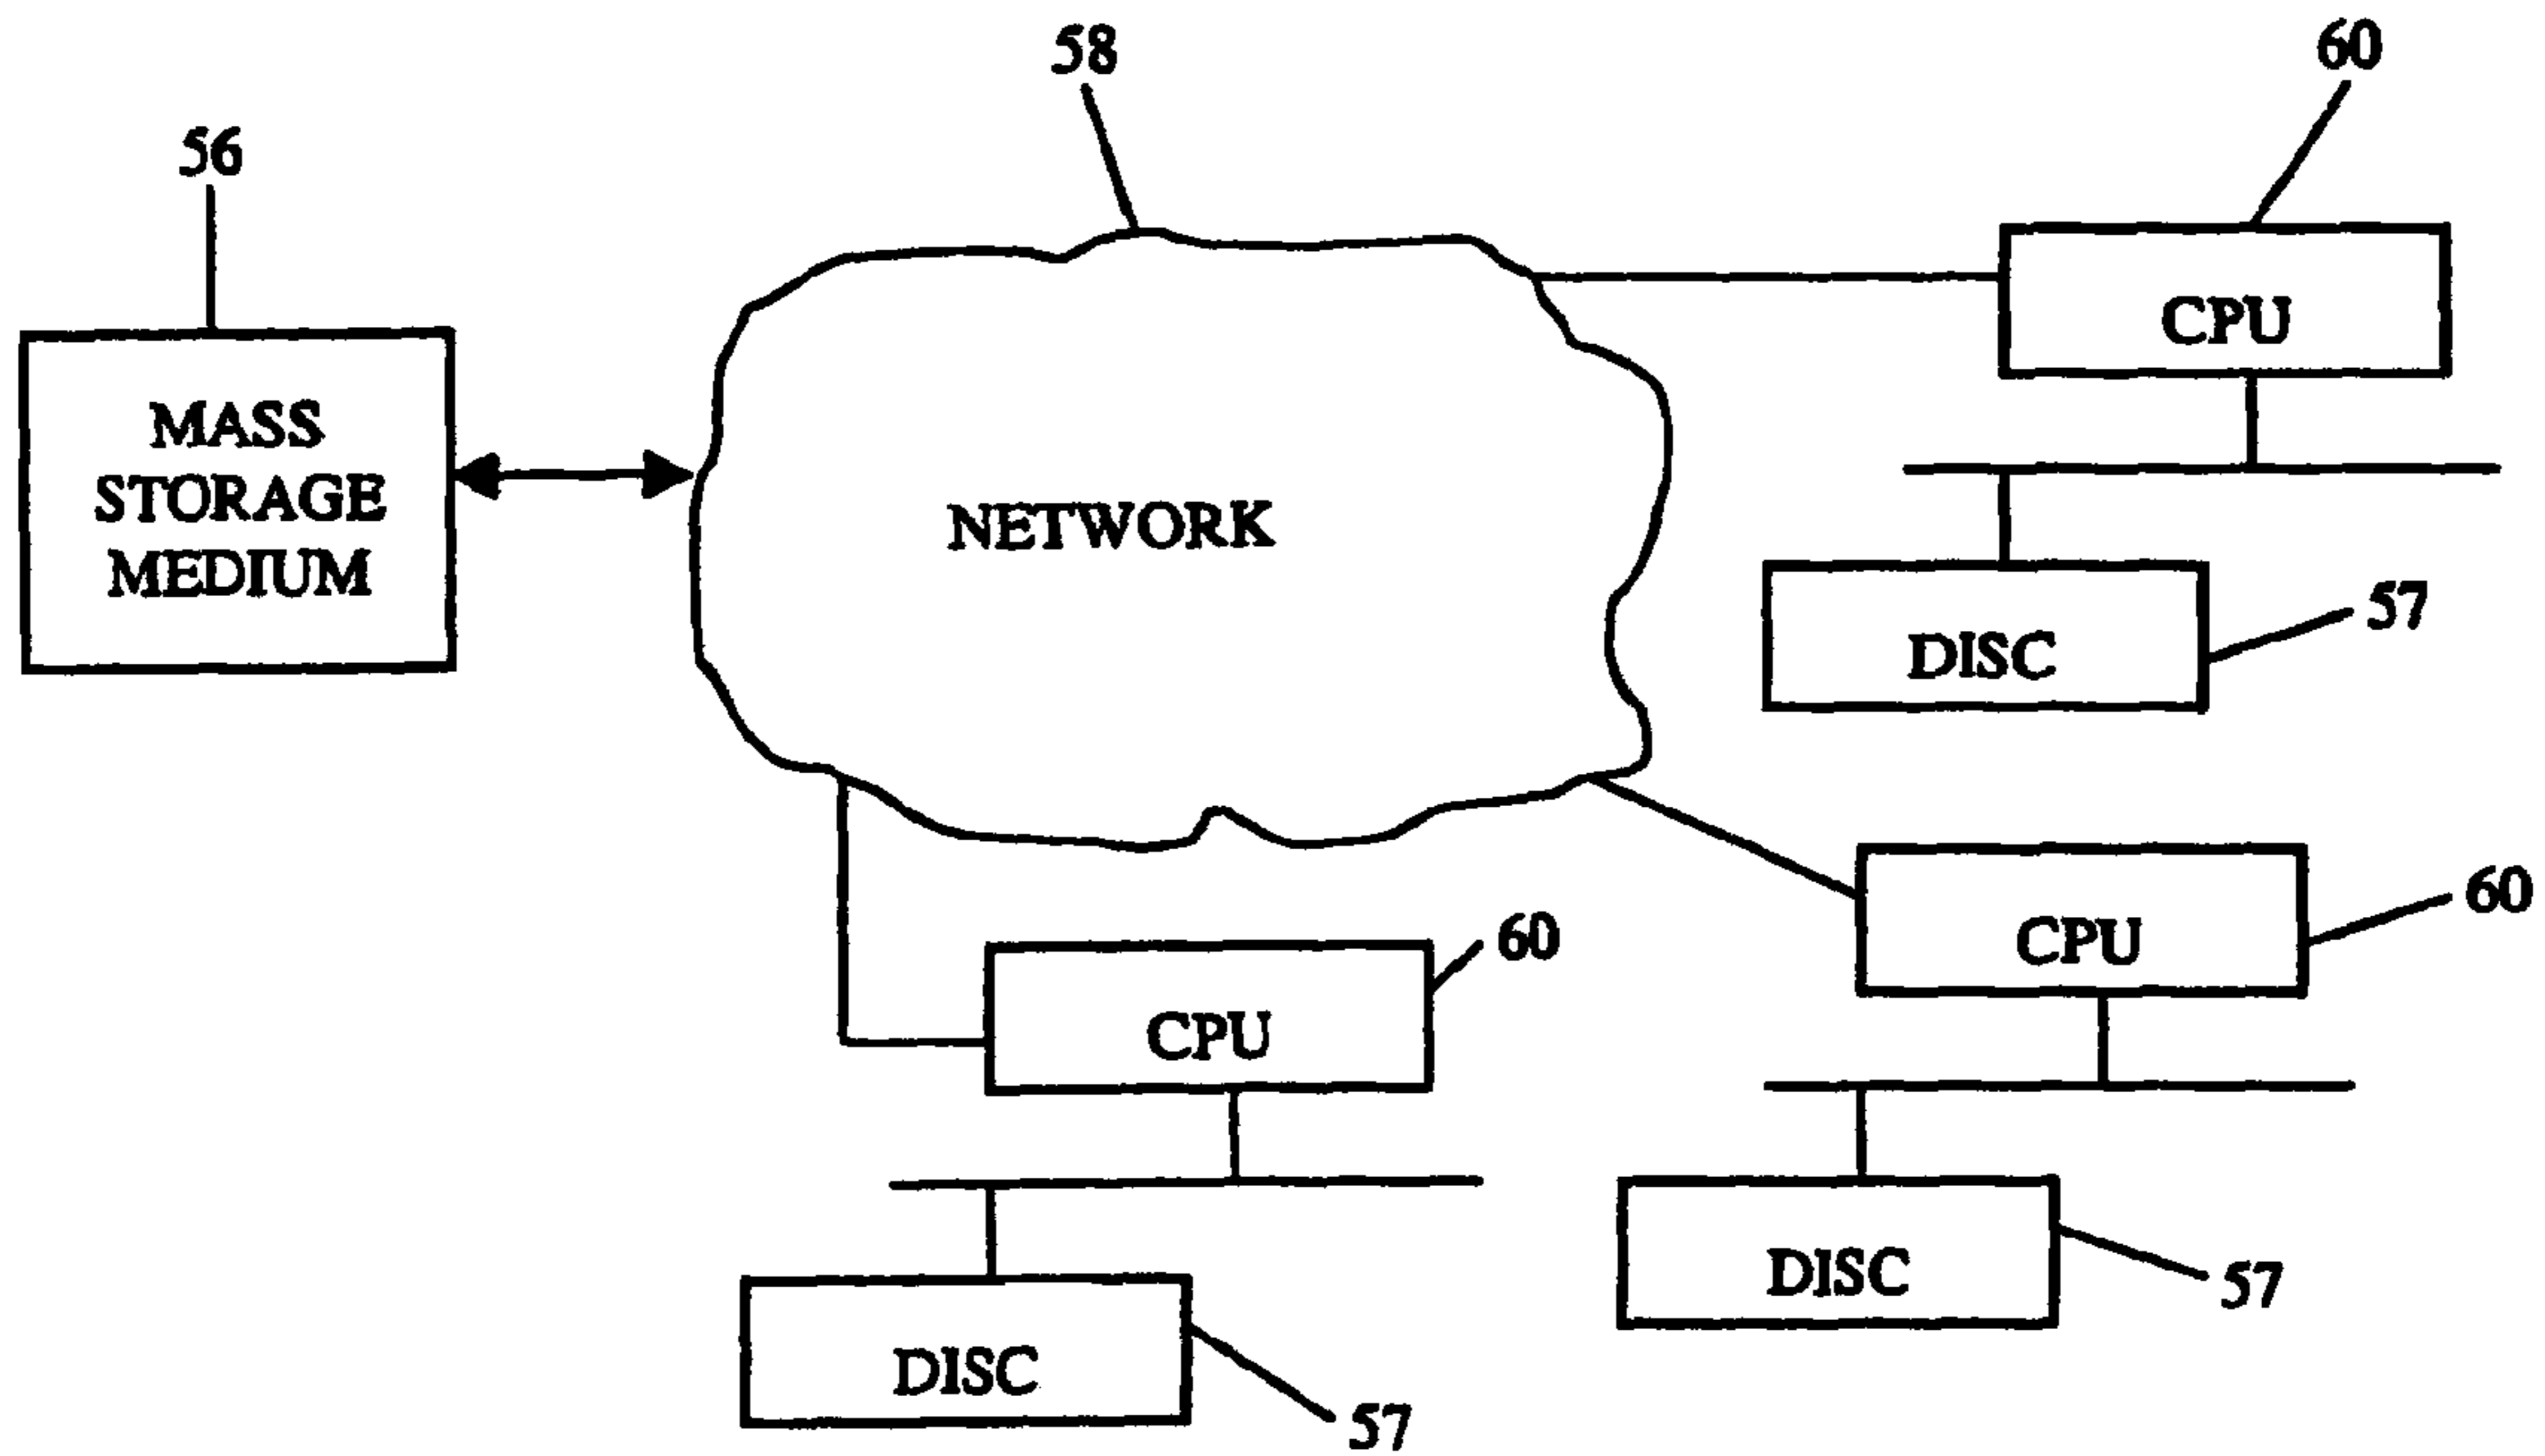 58
60
56
MASS
STORAGE
MEDIUM
NETWORK
CPU
DISC
57
CPU
60
CPU
60
DISC
57
DISC
57